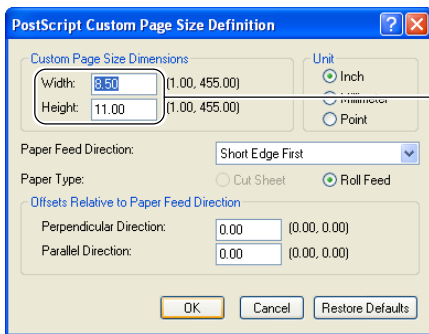 PostScript Custom Page Size Definition
Custom Page Size Dimensions
Unit
Width: 8.50 (1.00, 455.00)
Inch
Height: 11.00 (1.00, 455.00)
Millimeter
Point
Paper Feed Direction: Short Edge First
Paper Type: Cut Sheet Roll Feed
Offsets Relative to Paper Feed Direction
Perpendicular Direction: 0.00 (0.00, 0.00)
Parallel Direction: 0.00 (0.00, 0.00)
OK Cancel Restore Defaults